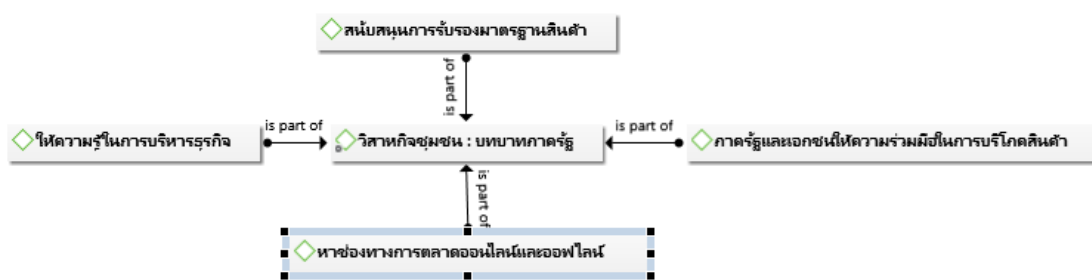 สนับสนุนการรับรองมาตรฐานสินค้า
is part of
ให้ความรู้ในการบริหารธุรกิจ
is part of
วิสาหกิจชุมชน : บทบาทภาครัฐ
is part of
ภาครัฐและเอกชนให้ความร่วมมือในการบริโภคสินค้า
is part of
หาช่องทางการตลาดออนไลน์และออฟไลน์